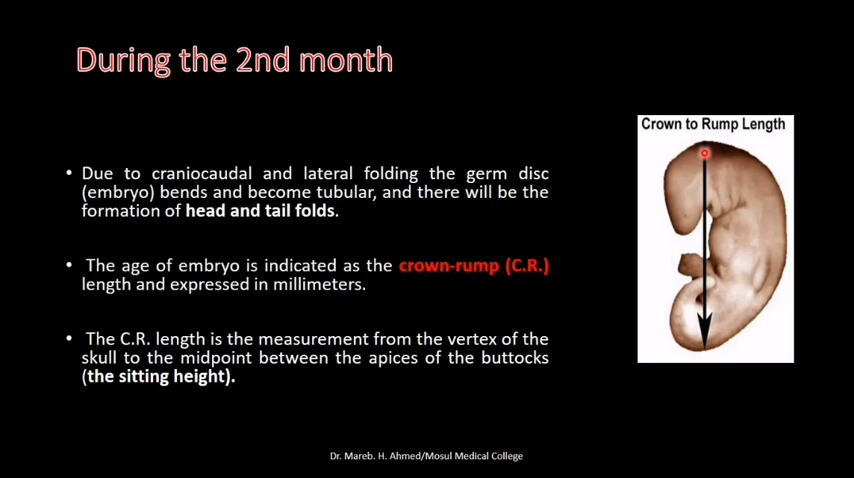 During the 2nd month
• Due to craniocaudal and lateral folding the germ disc
(embryo) bends and become tubular, and there will be the
formation of head and tail folds.
• The age of embryo is indicated as the crown-rump (C.R.)
length and expressed in millimeters.
• The C.R. length is the measurement from the vertex of the
skull to the midpoint between the apices of the buttocks
(the sitting height).
Crown to Rump Length
Dr. Mareb. H. Ahmed/Mosul Medical College